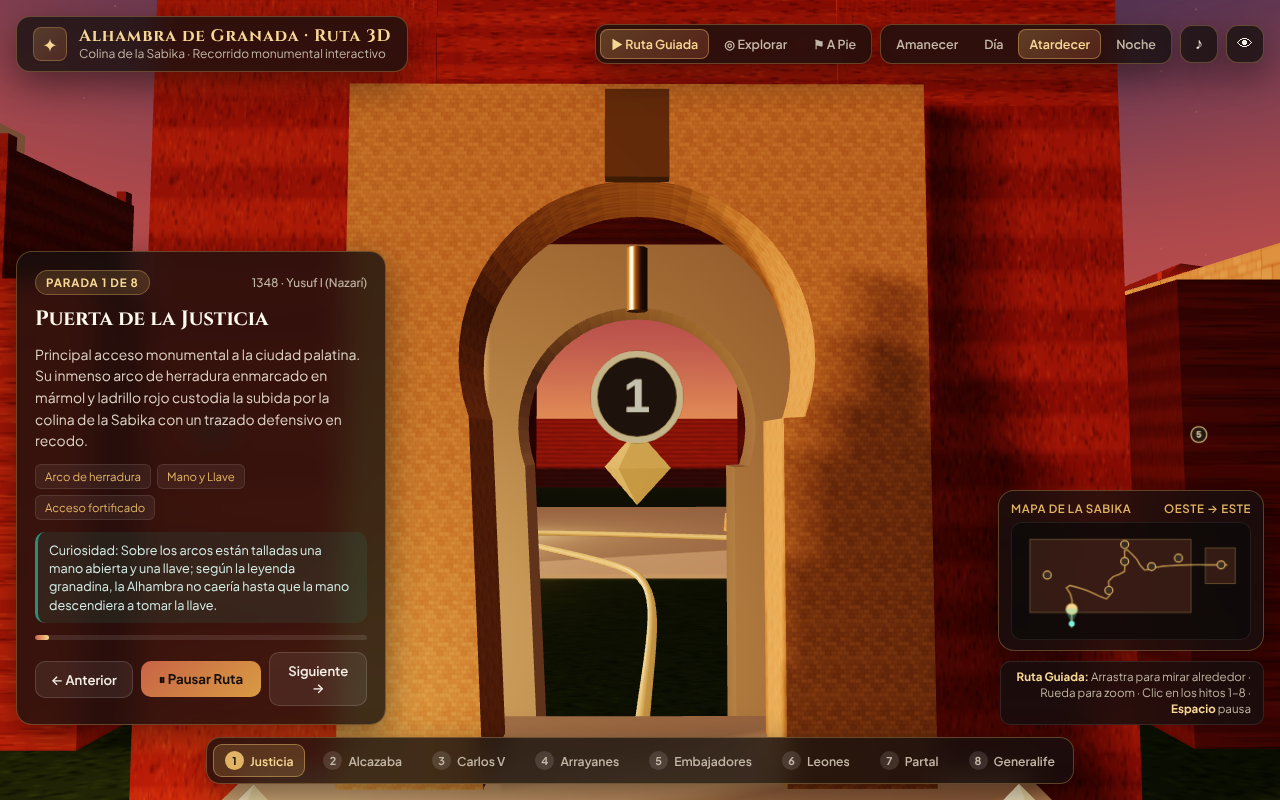 ✦ ALHAMBRA DE GRANADA · RUTA 3D
Colina de la Sabika · Recorrido monumental interactivo
▶ Ruta Guiada ◎ Explorar ⚑ A Pie
Amanecer Día Atardecer Noche ♪
PARADA 1 DE 8 1348 · Yusuf I (Nazarí)
PUERTA DE LA JUSTICIA
Principal acceso monumental a la ciudad palatina.
Su inmenso arco de herradura enmarcado en
mármol y ladrillo rojo custodia la subida por la
colina de la Sabika con un trazado defensivo en
recodo.
Arco de herradura Mano y Llave
Acceso fortificado
Curiosidad: Sobre los arcos están talladas una
mano abierta y una llave; según la leyenda
granadina, la Alhambra no caería hasta que la mano
descendiera a tomar la llave.
← Anterior ⏸ Pausar Ruta Siguiente
→
1
5
MAPA DE LA SABIKA OESTE → ESTE
Ruta Guiada: Arrastra para mirar alrededor ·
Rueda para zoom · Clic en los hitos 1–8 ·
Espacio pausa
1 Justicia 2 Alcazaba 3 Carlos V 4 Arrayanes 5 Embajadores 6 Leones 7 Partal 8 Generalife